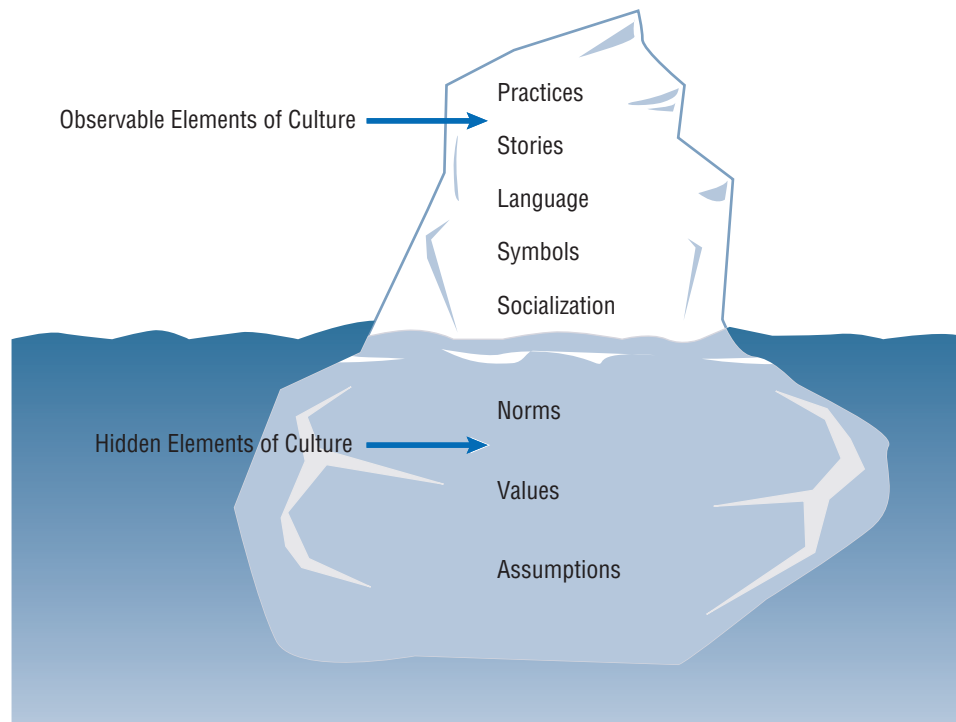 Practices
Observable Elements of Culture
Stories
Language
Symbols
Socialization
Norms
Hidden Elements of Culture
Values
Assumptions